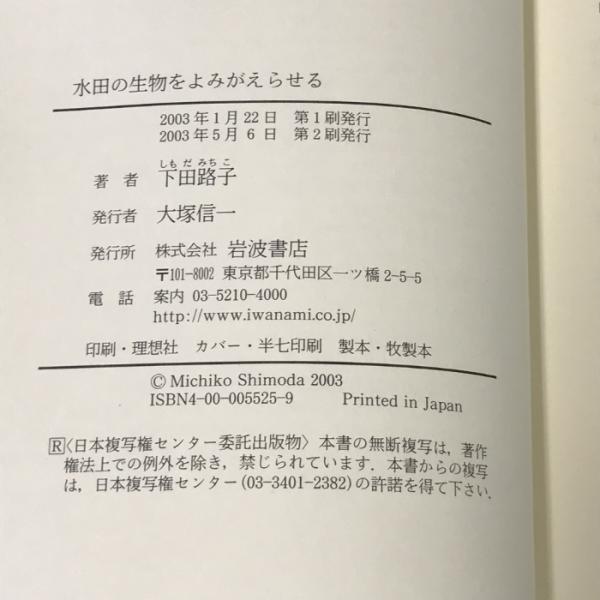 水田の生物をよみがえらせる
2003年1月22日 第1刷発行
2003年5月6日 第2刷発行
しもだみちこ
著者 下田路子
発行者 大塚信一
発行所 株式会社 岩波書店
〒101-8002 東京都千代田区一ツ橋2-5-5
電話 案内 03-5210-4000
http://www.iwanami.co.jp/
印刷・理想社 カバー・半七印刷 製本・牧製本
© Michiko Shimoda 2003
ISBN4-00-005525-9 Printed in Japan
R〈日本複写権センター委託出版物〉本書の無断複写は，著作
権法上での例外を除き，禁じられています．本書からの複写
は，日本複写権センター(03-3401-2382)の許諾を得て下さい．